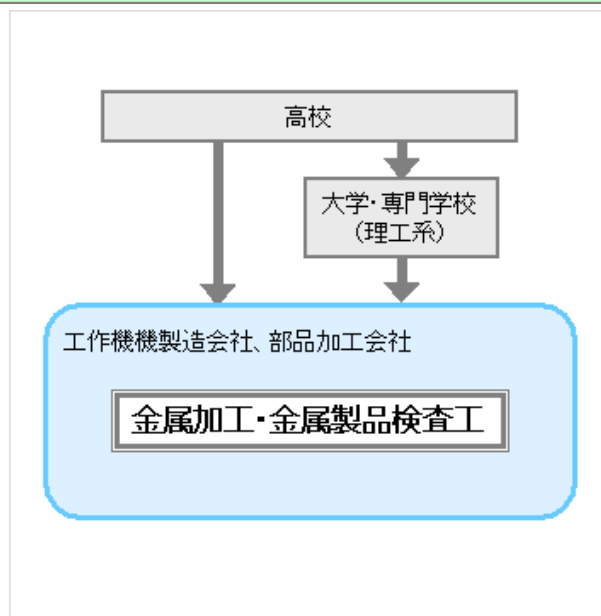 高校
大学・専門学校
（理工系）
工作機機製造会社、部品加工会社
金属加工・金属製品検査工